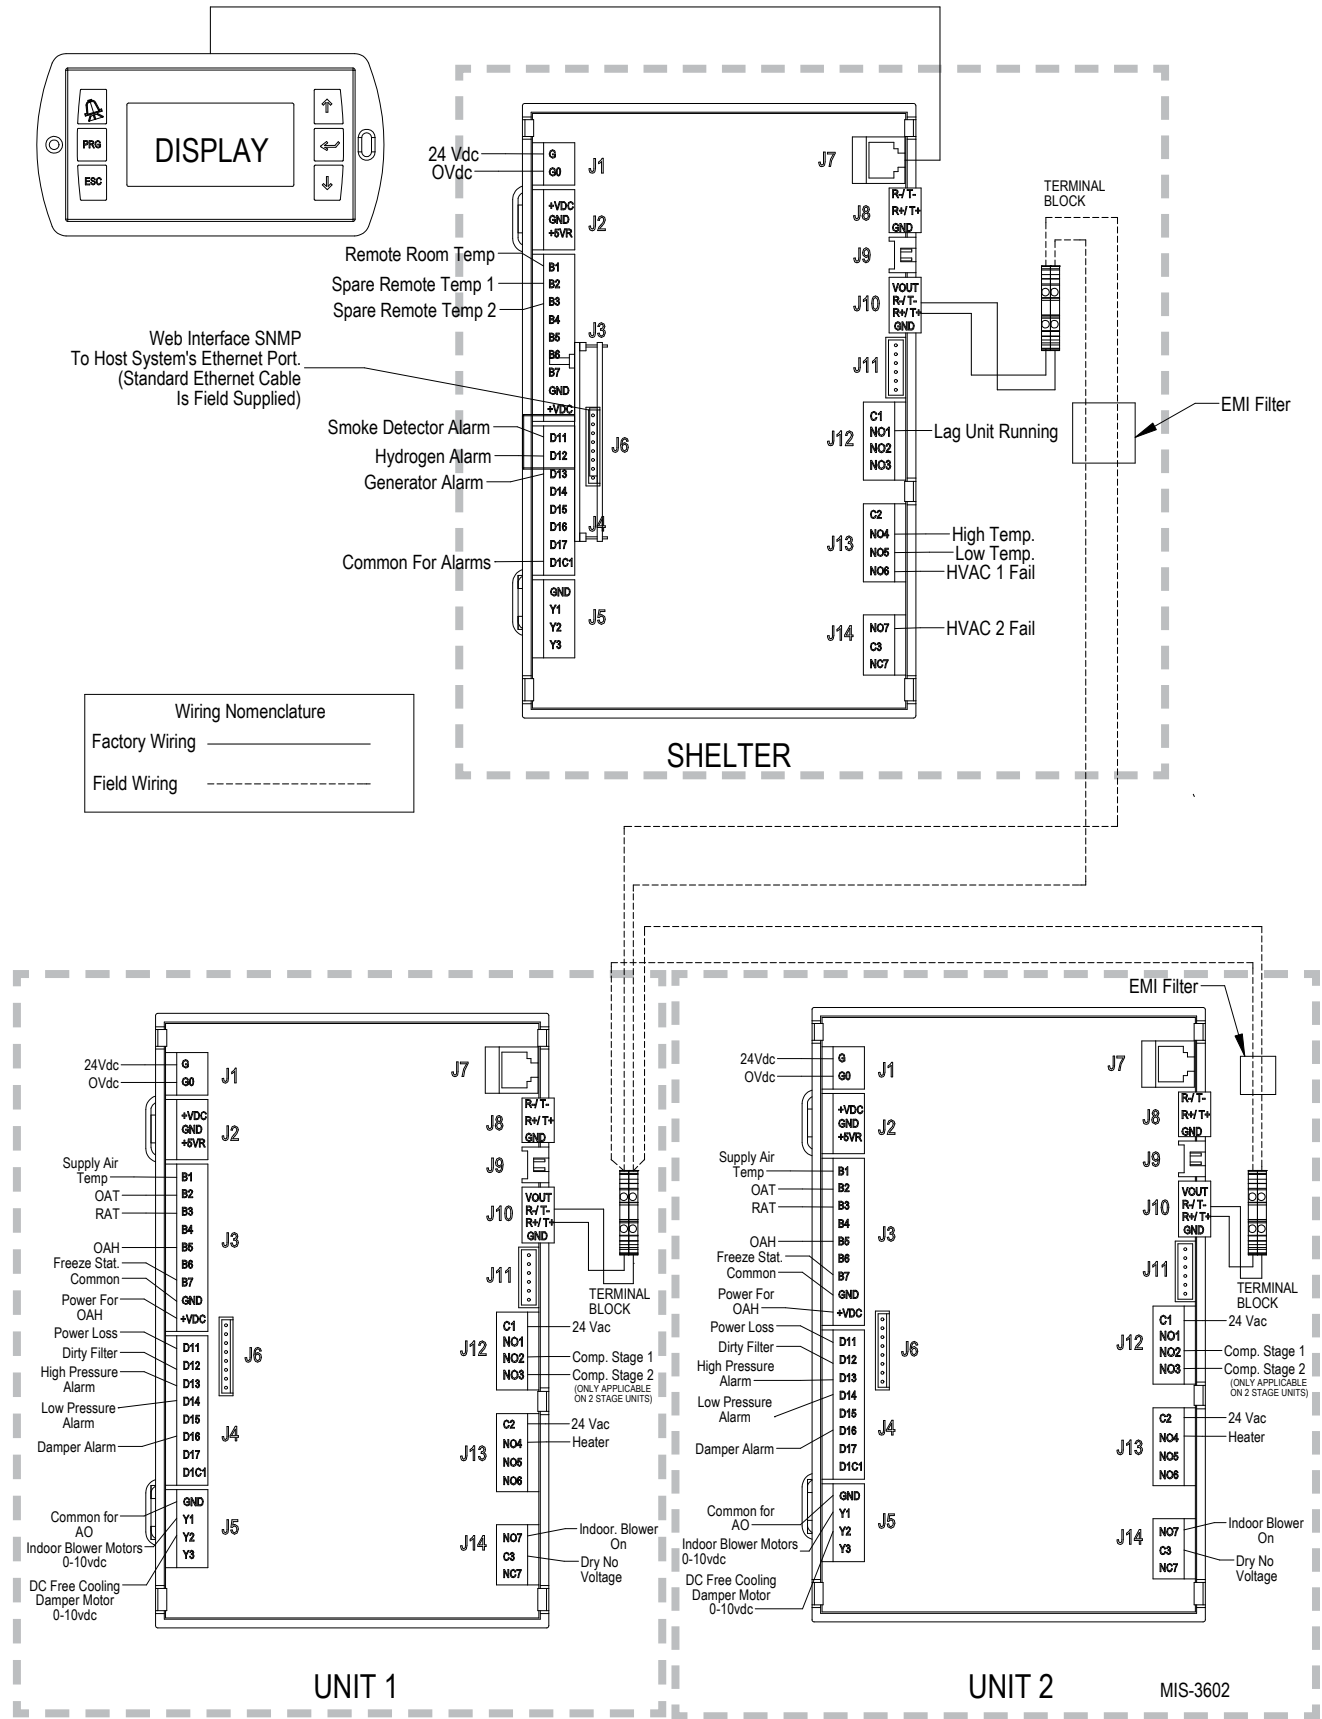 PRG
ESC
DISPLAY
24 Vdc
OVdc
G
G0
J1
+VDC
GND
+5VR
J2
Remote Room Temp
Spare Remote Temp 1
Spare Remote Temp 2
B1
B2
B3
B4
B5
B6
B7
GND
+VDC
J3
Web Interface SNMP
To Host System's Ethernet Port.
(Standard Ethernet Cable
Is Field Supplied)
Smoke Detector Alarm
Hydrogen Alarm
Generator Alarm
Common For Alarms
D11
D12
D13
D14
D15
D16
D17
D1C1
J6
J4
GND
Y1
Y2
Y3
J5
J7
J8
R-/ T-
R+/ T+
GND
J9
J10
VOUT
R-/ T-
R+/ T+
GND
J11
J12
C1
NO1
NO2
NO3
Lag Unit Running
J13
C2
NO4
NO5
NO6
High Temp.
Low Temp.
HVAC 1 Fail
J14
NO7
C3
NC7
HVAC 2 Fail
TERMINAL
BLOCK
EMI Filter
SHELTER
Wiring Nomenclature
Factory Wiring
Field Wiring
24Vdc
OVdc
G
G0
J1
+VDC
GND
+5VR
J2
Supply Air
Temp
OAT
RAT
OAH
Freeze Stat.
Common
Power For
OAH
B1
B2
B3
B4
B5
B6
B7
GND
+VDC
J3
Power Loss
Dirty Filter
High Pressure
Alarm
Low Pressure
Alarm
Damper Alarm
D11
D12
D13
D14
D15
D16
D17
D1C1
J6
J4
Common for
AO
Indoor Blower Motors
0-10vdc
DC Free Cooling
Damper Motor
0-10vdc
GND
Y1
Y2
Y3
J5
J7
J8
R-/ T-
R+/ T+
GND
J9
J10
VOUT
R-/ T-
R+/ T+
GND
J11
TERMINAL
BLOCK
J12
C1
NO1
NO2
NO3
24 Vac
Comp. Stage 1
Comp. Stage 2
(ONLY APPLICABLE
ON 2 STAGE UNITS)
J13
C2
NO4
NO5
NO6
24 Vac
Heater
J14
NO7
C3
NC7
Indoor. Blower
On
Dry No
Voltage
UNIT 1
EMI Filter
24Vdc
OVdc
G
G0
J1
+VDC
GND
+5VR
J2
Supply Air
Temp
OAT
RAT
OAH
Freeze Stat.
Common
Power For
OAH
B1
B2
B3
B4
B5
B6
B7
GND
+VDC
J3
Power Loss
Dirty Filter
High Pressure
Alarm
Low Pressure
Alarm
Damper Alarm
D11
D12
D13
D14
D15
D16
D17
D1C1
J6
J4
Common for
AO
Indoor Blower Motors
0-10vdc
DC Free Cooling
Damper Motor
0-10vdc
GND
Y1
Y2
Y3
J5
J7
J8
R-/ T-
R+/ T+
GND
J9
J10
VOUT
R-/ T-
R+/ T+
GND
J11
TERMINAL
BLOCK
J12
C1
NO1
NO2
NO3
24 Vac
Comp. Stage 1
Comp. Stage 2
(ONLY APPLICABLE
ON 2 STAGE UNITS)
J13
C2
NO4
NO5
NO6
24 Vac
Heater
J14
NO7
C3
NC7
Indoor Blower
On
Dry No
Voltage
UNIT 2
MIS-3602